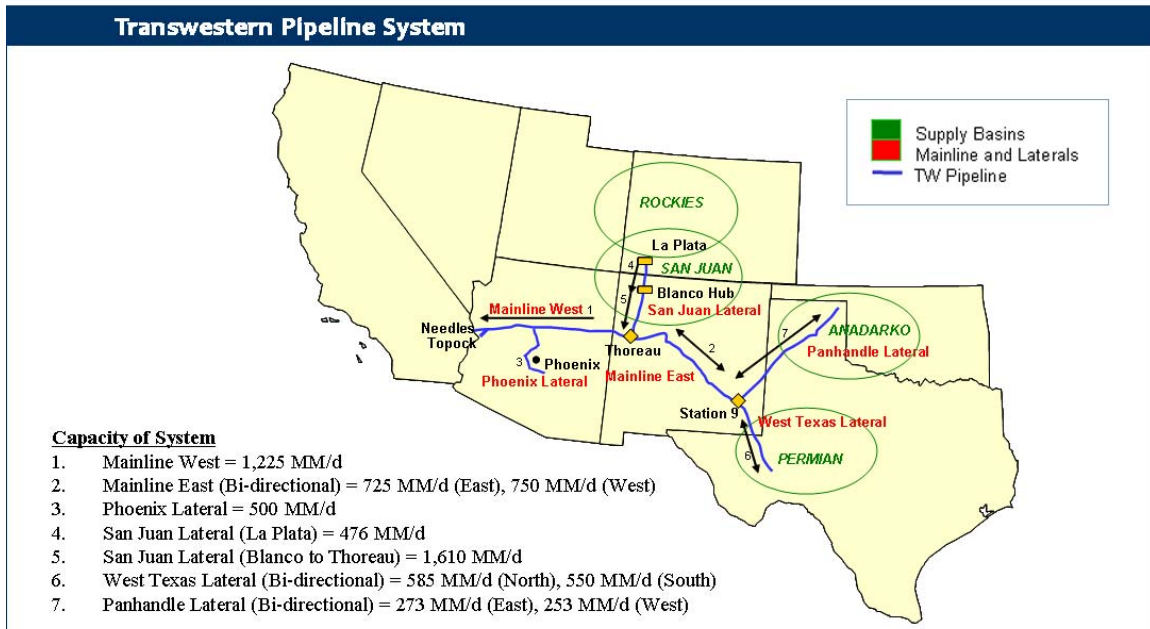 Transwestern Pipeline System
Supply Basins
Mainline and Laterals
TW Pipeline
ROCKIES
La Plata
4
SAN JUAN
5
Blanco Hub
Mainline West 1
San Juan Lateral
Needles
Topock
7
ANADARKO
Thoreau
2
Panhandle Lateral
3
Phoenix
Phoenix Lateral
Mainline East
Station 9
West Texas Lateral
6
PERMIAN
Capacity of System
1. Mainline West = 1,225 MM/d
2. Mainline East (Bi-directional) = 725 MM/d (East), 750 MM/d (West)
3. Phoenix Lateral = 500 MM/d
4. San Juan Lateral (La Plata) = 476 MM/d
5. San Juan Lateral (Blanco to Thoreau) = 1,610 MM/d
6. West Texas Lateral (Bi-directional) = 585 MM/d (North), 550 MM/d (South)
7. Panhandle Lateral (Bi-directional) = 273 MM/d (East), 253 MM/d (West)